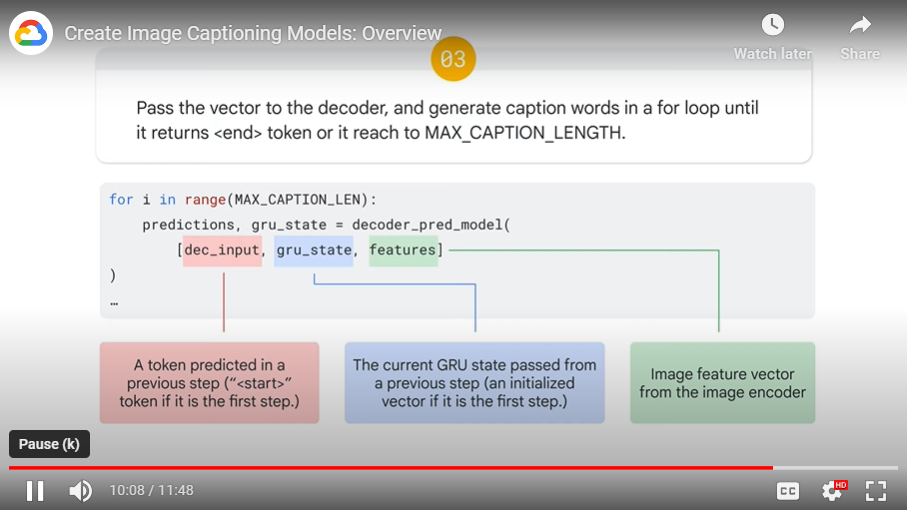 Create Image Captioning Models: Overview
Watch later
Share
03
Pass the vector to the decoder, and generate caption words in a for loop until
it returns <end> token or it reach to MAX_CAPTION_LENGTH.
for i in range(MAX_CAPTION_LEN):
predictions, gru_state = decoder_pred_model(
[dec_input, gru_state, features]
)
…
A token predicted in a
previous step (“<start>”
token if it is the first step.)
The current GRU state passed from
a previous step (an initialized
vector if it is the first step.)
Image feature vector
from the image encoder
Pause (k)
10:08 / 11:48
CC
HD